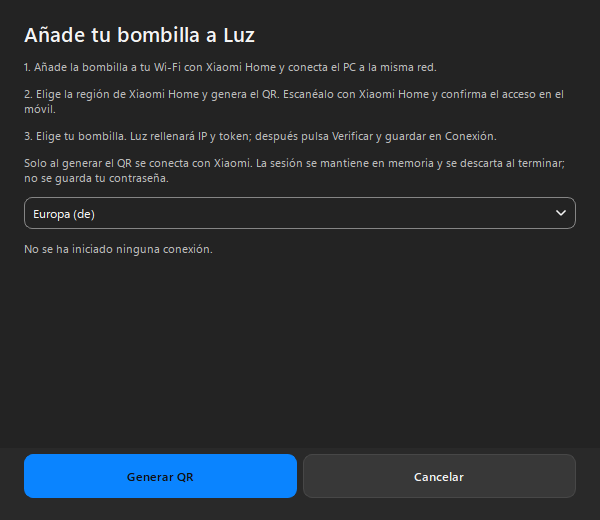 Añade tu bombilla a Luz
1. Añade la bombilla a tu Wi-Fi con Xiaomi Home y conecta el PC a la misma red.
2. Elige la región de Xiaomi Home y genera el QR. Escanéalo con Xiaomi Home y confirma el acceso en el
móvil.
3. Elige tu bombilla. Luz rellenará IP y token; después pulsa Verificar y guardar en Conexión.
Solo al generar el QR se conecta con Xiaomi. La sesión se mantiene en memoria y se descarta al terminar;
no se guarda tu contraseña.
Europa (de)
No se ha iniciado ninguna conexión.
Generar QR
Cancelar